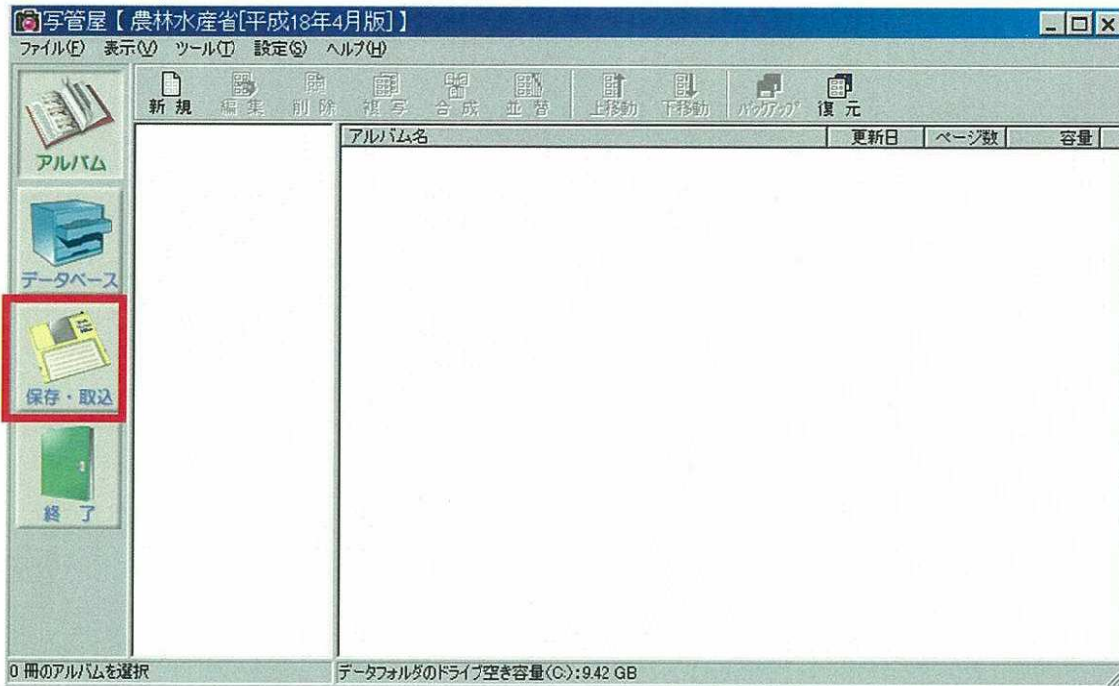 写管屋【農林水産省[平成18年4月版]】
ファイル(F) 表示(V) ツール(T) 設定(S) ヘルプ(H)
新規 編集 削除 複写 合成 並替 上移動 下移動 バックアップ 復元
アルバム名 更新日 ページ数 容量
アルバム
データベース
保存・取込
終了
0 冊のアルバムを選択 データフォルダのドライブ空き容量(C:):9.42 GB